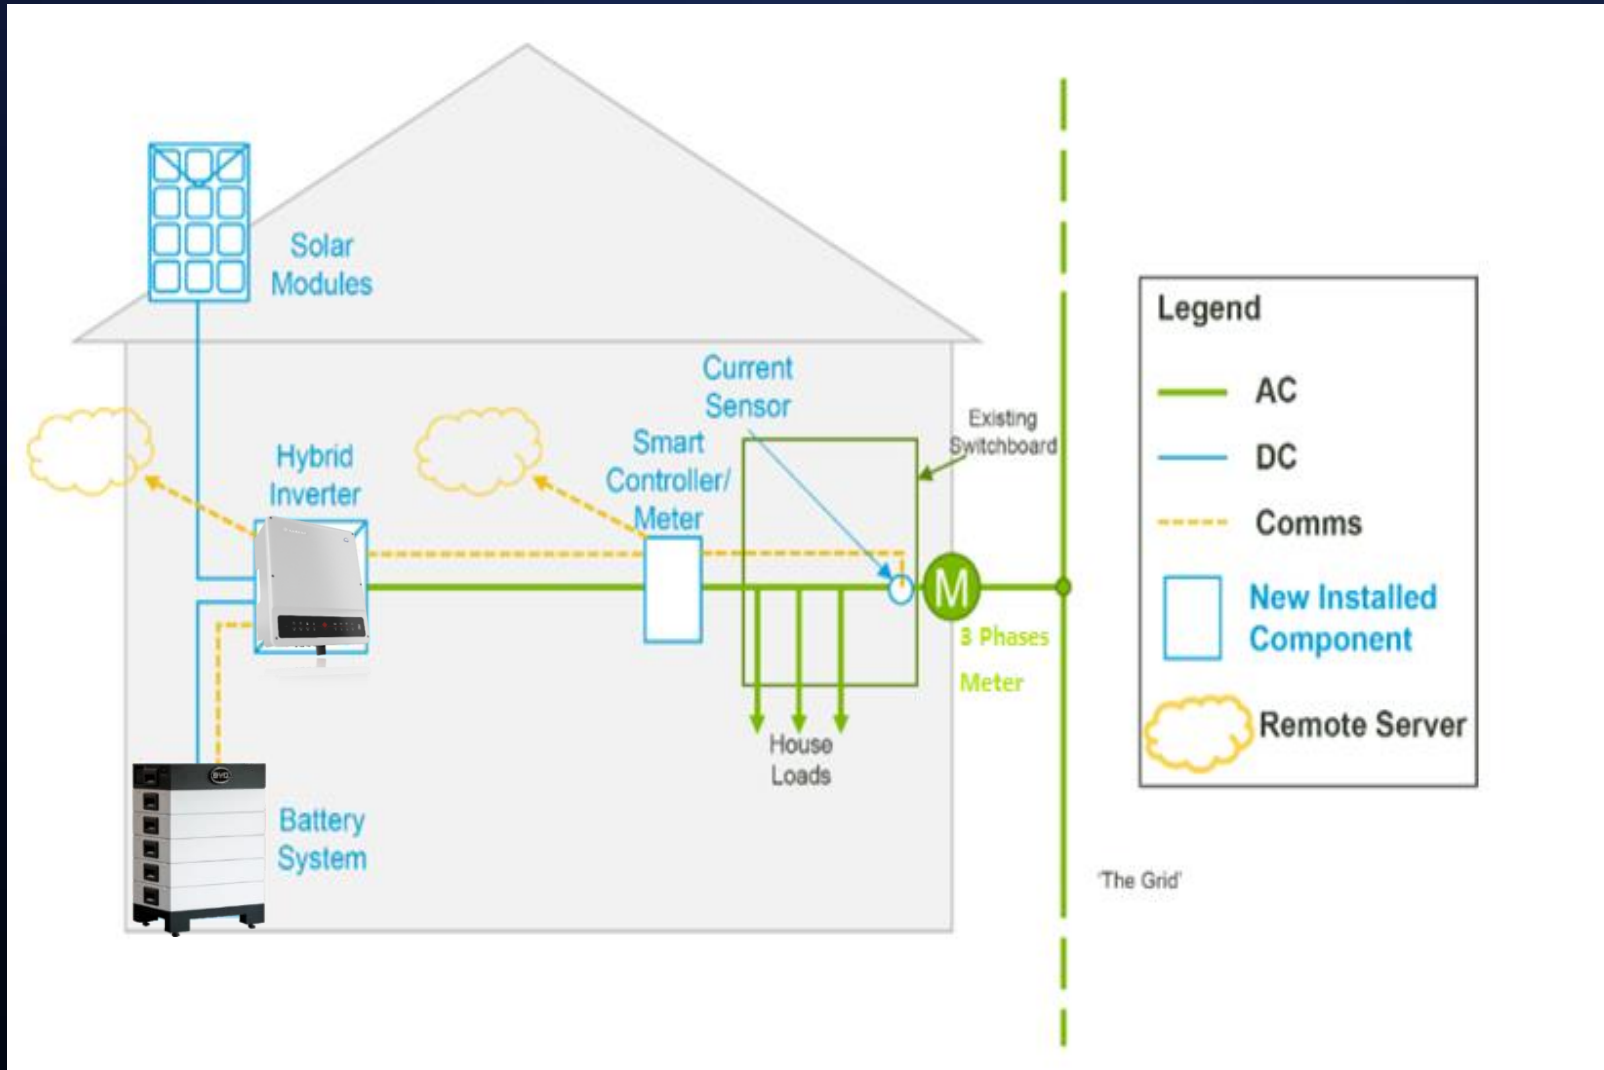 Solar
Modules
Current
Sensor
Existing
Switchboard
Smart
Controller/
Meter
Hybrid
Inverter
M
3 Phases
Meter
House
Loads
BYD
Battery
System
Legend
AC
DC
Comms
New Installed
Component
Remote Server
'The Grid'